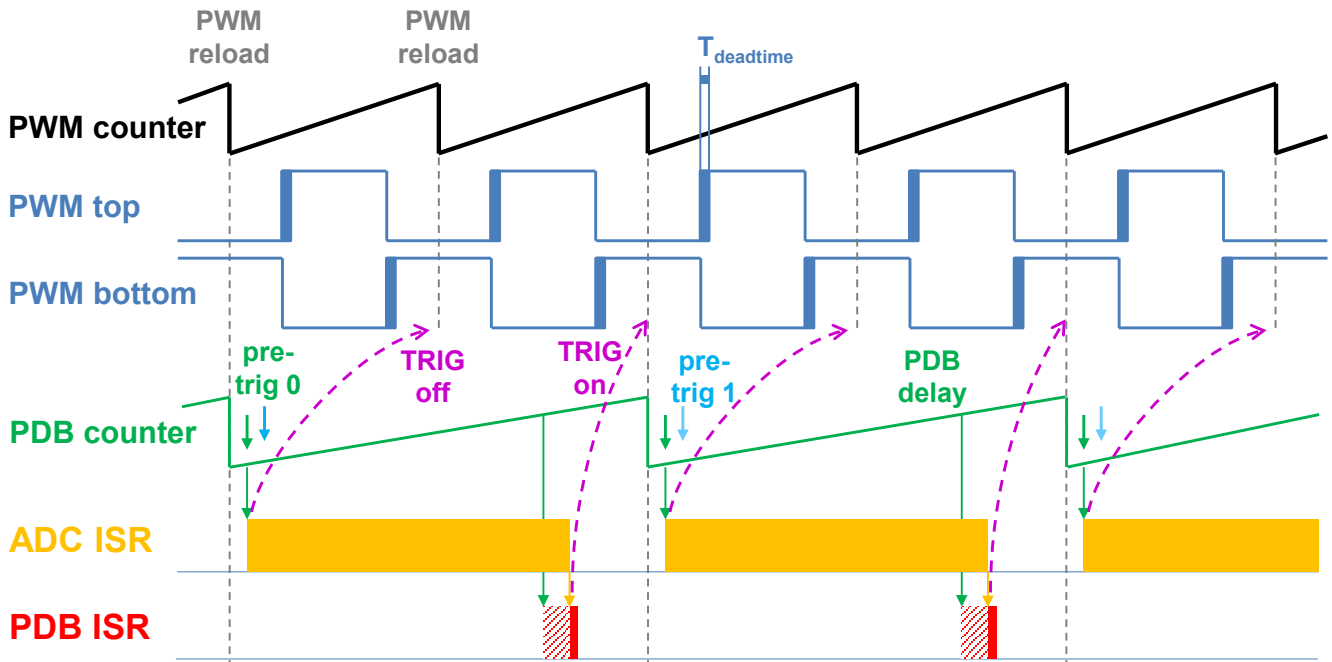 PWM
reload
PWM
reload
T deadtime
PWM counter
PWM top
PWM bottom
pre-
trig 0
TRIG
off
TRIG
on
pre-
trig 1
PDB
delay
PDB counter
ADC ISR
PDB ISR